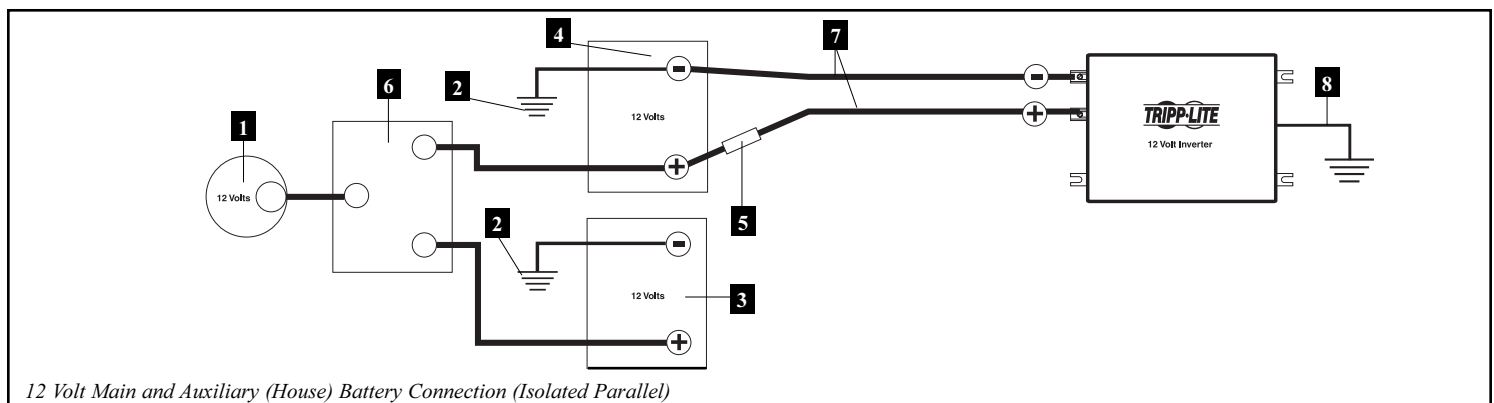 4
7
6
2
8
1
12 Volts
TRIPP·LITE
12 Volt Inverter
12 Volts
5
2
3
12 Volts
12 Volt Main and Auxiliary (House) Battery Connection (Isolated Parallel)